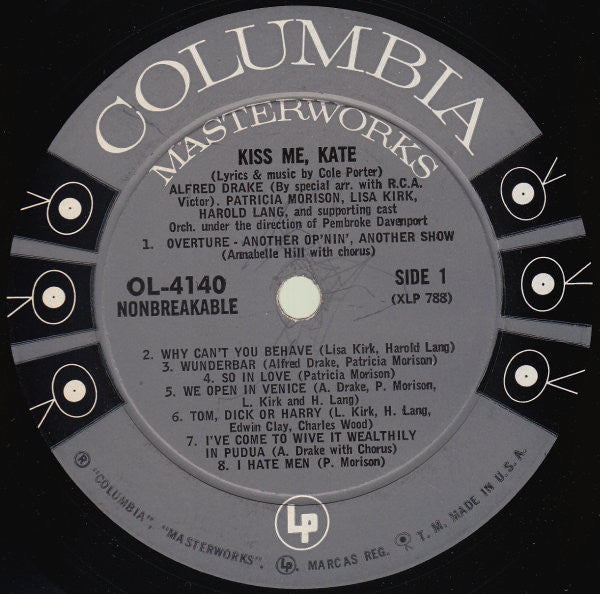 COLUMBIA
MASTERWORKS
KISS ME, KATE
(Lyrics & music by Cole Porter)
ALFRED DRAKE (By special arr. with R.C.A.
Victor). PATRICIA MORISON, LISA KIRK,
HAROLD LANG, and supporting cast
Orch. under the direction of Pembroke Davenport
1. OVERTURE - ANOTHER OP'NIN', ANOTHER SHOW
(Annabelle Hill with chorus)
OL-4140
NONBREAKABLE
SIDE 1
(XLP 788)
2. WHY CAN'T YOU BEHAVE (Lisa Kirk, Harold Lang)
3. WUNDERBAR (Alfred Drake, Patricia Morison)
4. SO IN LOVE (Patricia Morison)
5. WE OPEN IN VENICE (A. Drake, P. Morison,
L. Kirk and H. Lang)
6. TOM, DICK OR HARRY (L. Kirk, H. Lang,
Edwin Clay, Charles Wood)
7. I'VE COME TO WIVE IT WEALTHILY
IN PUDUA (A. Drake with Chorus)
8. I HATE MEN (P. Morison)
Lp
® "COLUMBIA", "MASTERWORKS", Lp. MARCAS REG. T. M. MADE IN U.S.A.